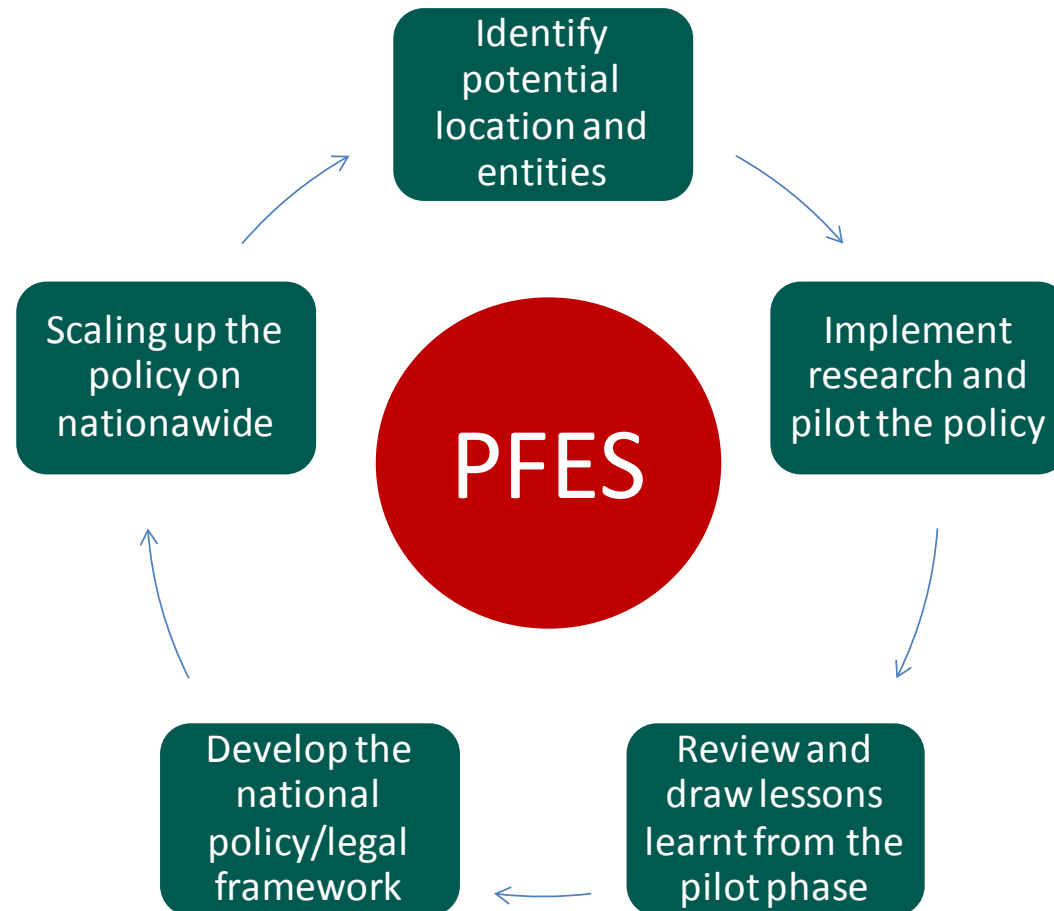 Identify
potential
location and
entities
Implement
research and
pilot the policy
Review and
draw lessons
learnt from the
pilot phase
Develop the
national
policy/legal
framework
Scaling up the
policy on
nationawide
PFES